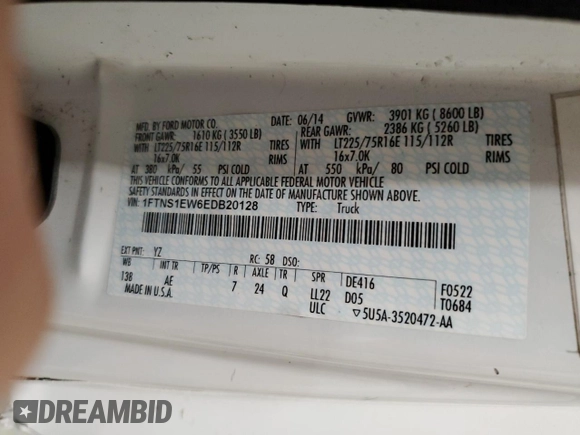 MFD. BY FORD MOTOR CO.
DATE: 06/14 GVWR: 3901 KG ( 8600 LB)
FRONT GAWR: 1610 KG ( 3550 LB) REAR GAWR: 2386 KG ( 5260 LB)
WITH LT225/75R16E 115/112R TIRES WITH LT225/75R16E 115/112R TIRES
16x7.0K RIMS 16x7.0K RIMS
AT 380 kPa/ 55 PSI COLD AT 550 kPa/ 80 PSI COLD
THIS VEHICLE CONFORMS TO ALL APPLICABLE FEDERAL MOTOR VEHICLE
SAFETY STANDARDS IN EFFECT ON THE DATE OF MANUFACTURE SHOWN ABOVE.
VIN: 1FTNS1EW6EDB20128 TYPE: Truck
EXT PNT: YZ RC: 58 DSO:
WB INT TR TP/PS R AXLE TR SPR DE416 F0522
138 AE 7 24 Q LL22 D05 T0684
MADE IN U.S.A. ULC ▽5U5A-3520472-AA
DREAMBID